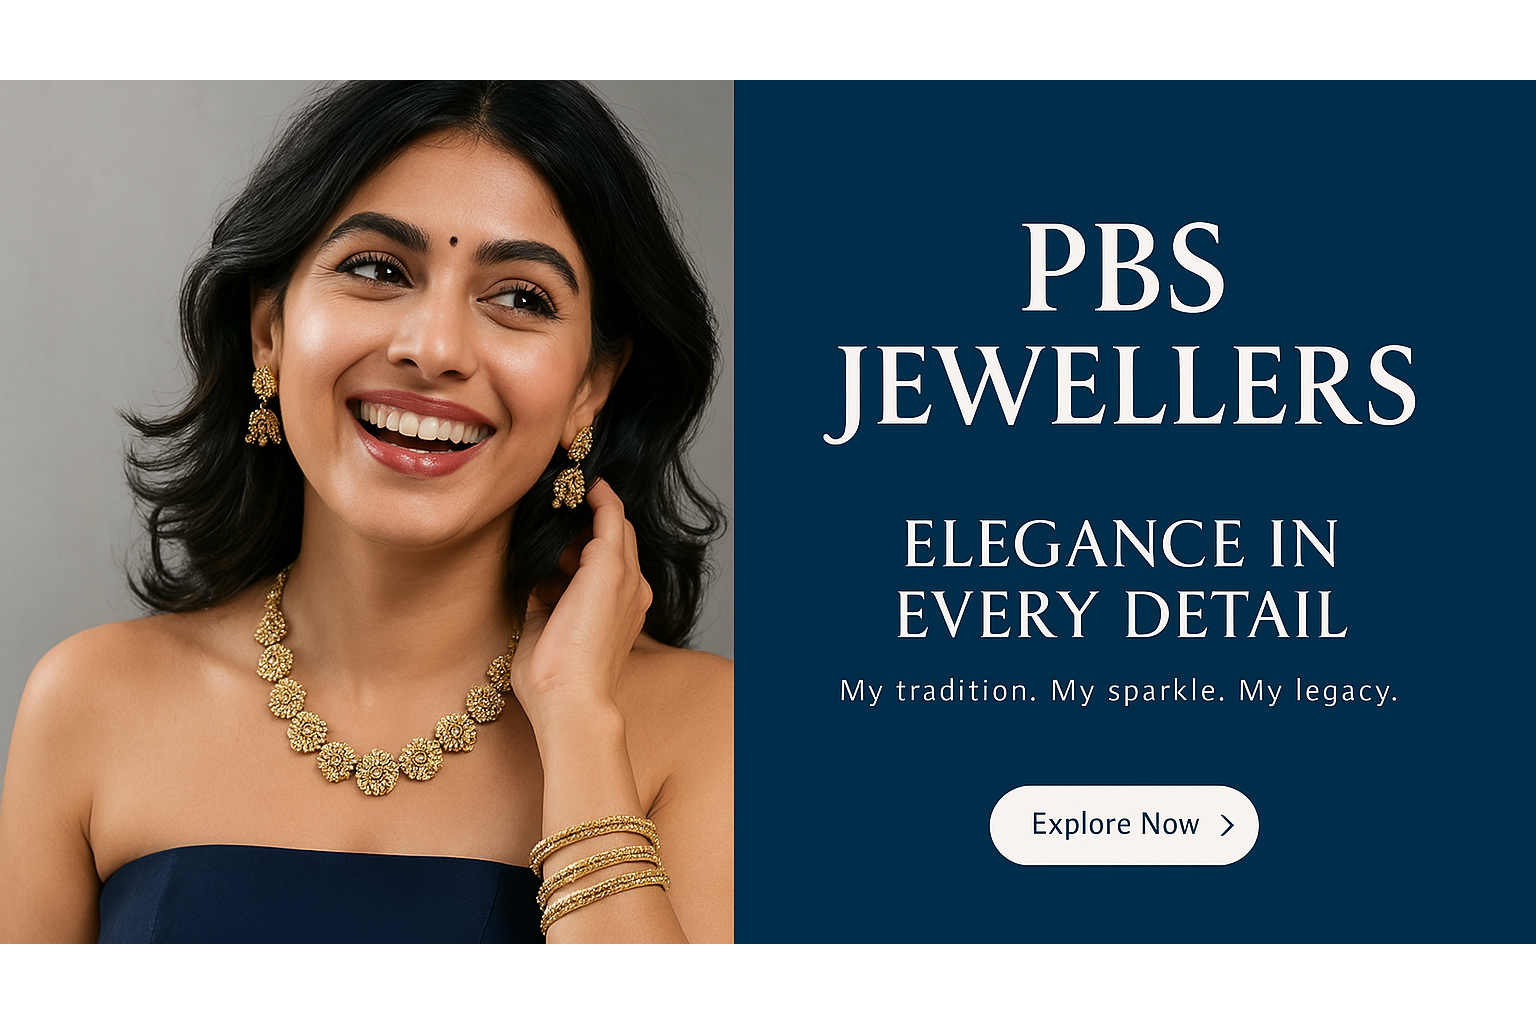 PBS
JEWELLERS
ELEGANCE IN
EVERY DETAIL
My tradition. My sparkle. My legacy.
Explore Now >